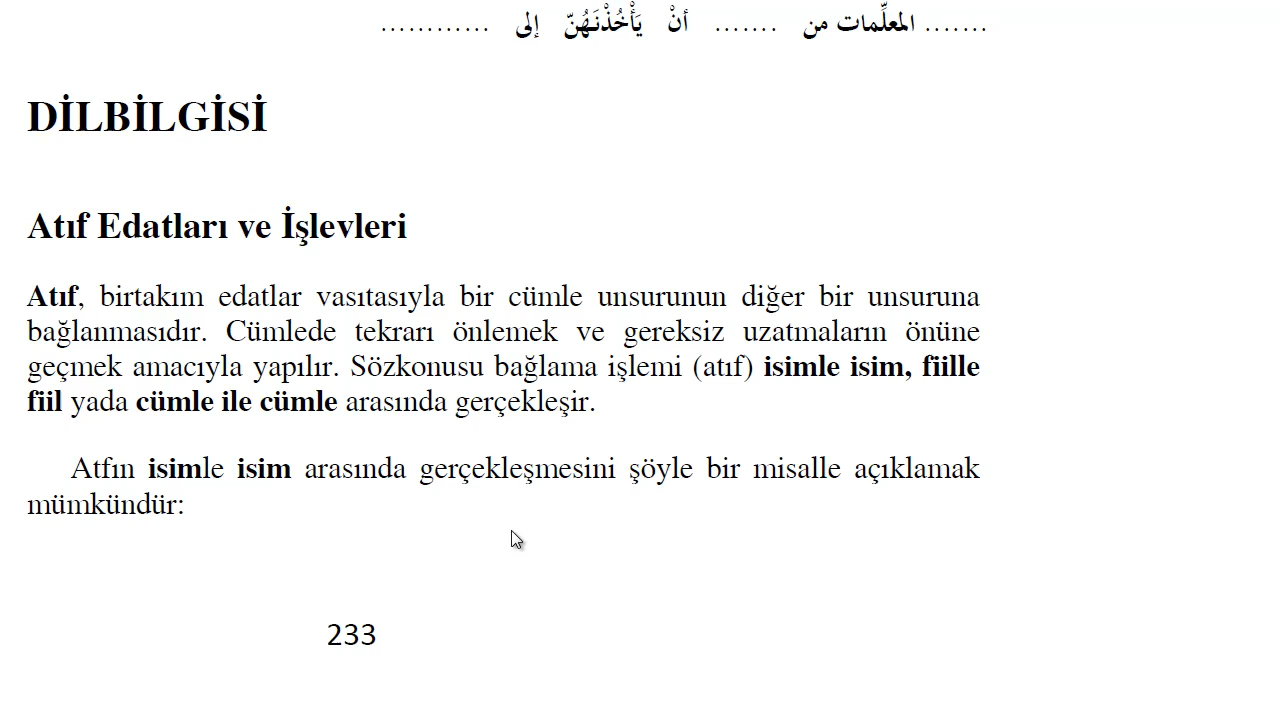 ....... المعلِّمات من ....... أنْ يَأْخُذْنَـهُنّ إلى ............
DİLBİLGİSİ
Atıf Edatları ve İşlevleri
Atıf, birtakım edatlar vasıtasıyla bir cümle unsurunun diğer bir unsuruna
bağlanmasıdır. Cümlede tekrarı önlemek ve gereksiz uzatmaların önüne
geçmek amacıyla yapılır. Sözkonusu bağlama işlemi (atıf) isimle isim, fiille
fiil yada cümle ile cümle arasında gerçekleşir.
Atfın isimle isim arasında gerçekleşmesini şöyle bir misalle açıklamak
mümkündür:
233